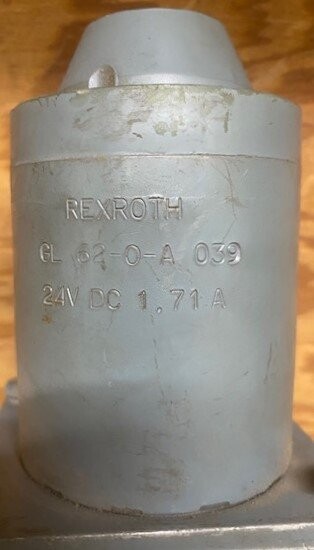 REXROTH
GL 62-0-A 039
24V DC 1.71 A